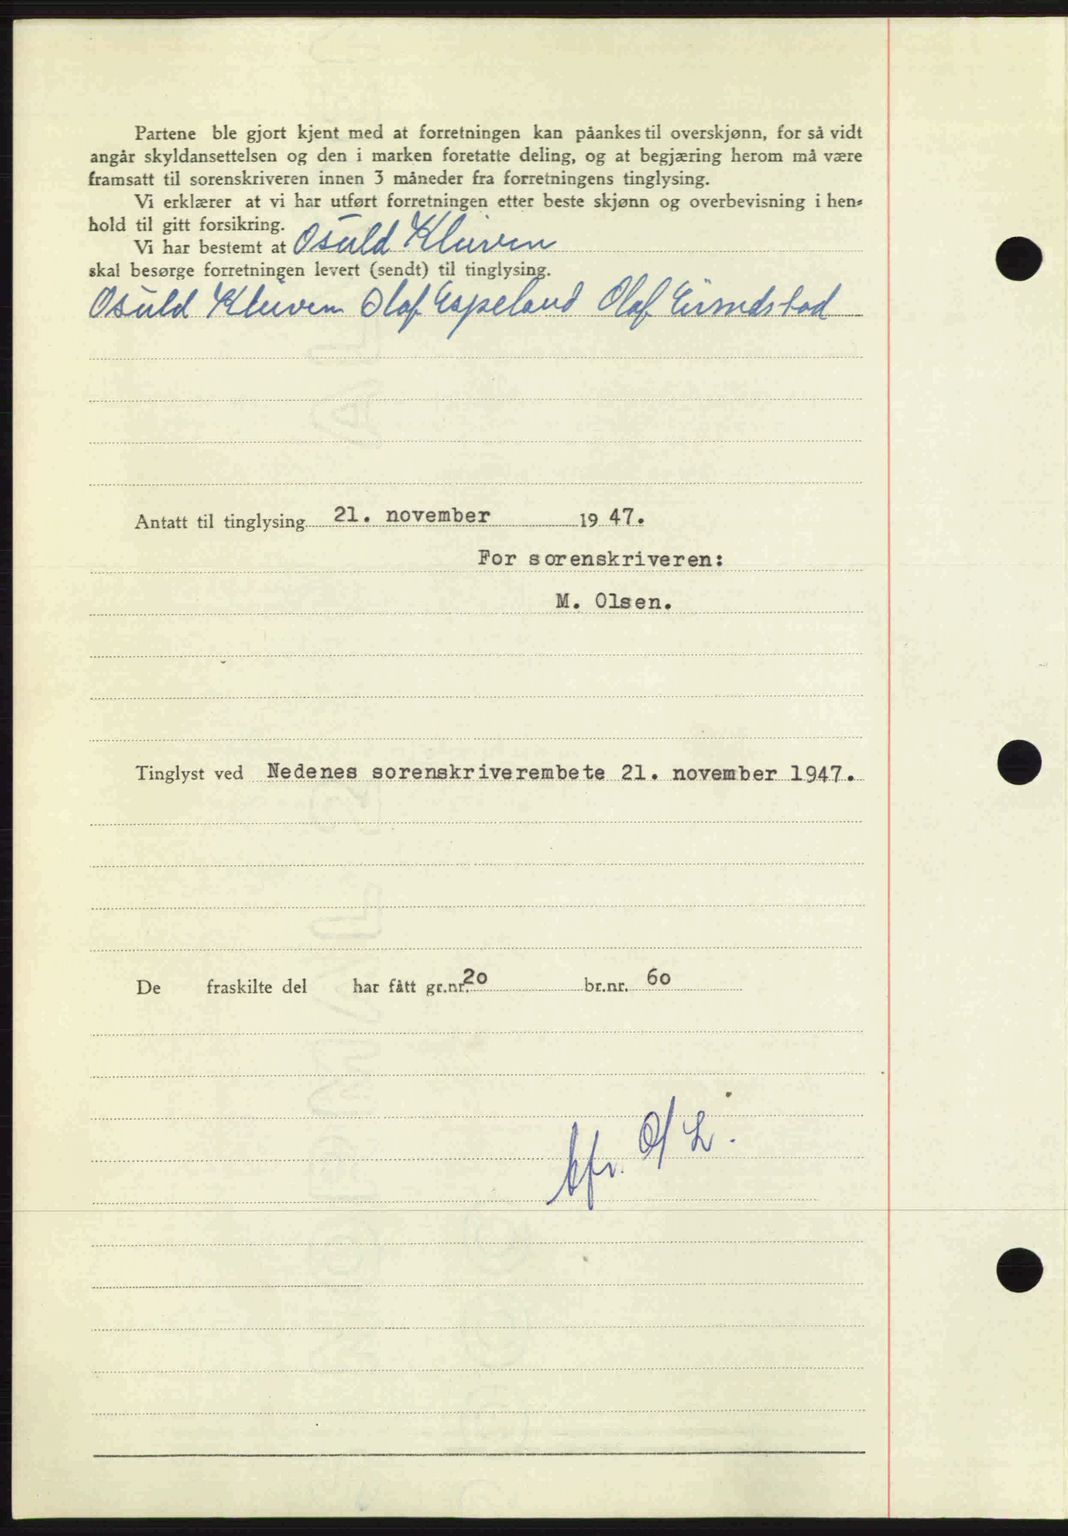 Partene ble gjort kjent med at forretningen kan påankes til overskjønn, for så vidt
angår skyldansettelsen og den i marken foretatte deling, og at begjæring herom må være
framsatt til sorenskriveren innen 3 måneder fra forretningens tinglysing.
Vi erklærer at vi har utført forretningen etter beste skjønn og overbevisning i hen-
hold til gitt forsikring.
Vi har bestemt at Osuld Kleiven
skal besørge forretningen levert (sendt) til tinglysing.
Osuld Kleiven Olaf Espeland Olaf
Antatt til tinglysing 21. november 19 47.
For sorenskriveren:
M. Olsen.
Tinglyst ved Nedenes sorenskriverembete 21. november 1947.
De fraskilte del har fått gr.nr. 20 br.nr. 60